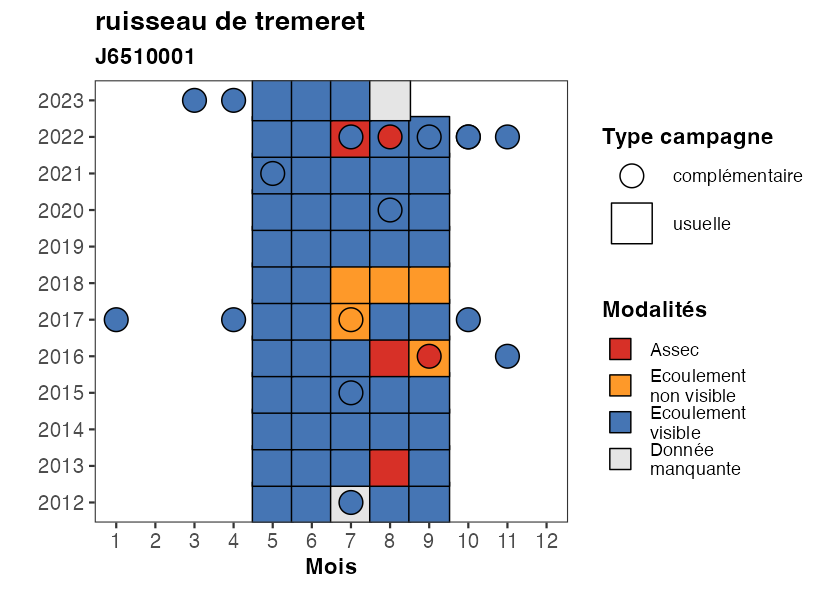 ruisseau de tremeret
J6510001
2023
2022
2021
2020
2019
2018
2017
2016
2015
2014
2013
2012
1 2 3 4 5 6 7 8 9 10 11 12
Mois
Type campagne
complémentaire
usuelle
Modalités
Assec
Ecoulement
non visible
Ecoulement
visible
Donnée
manquante